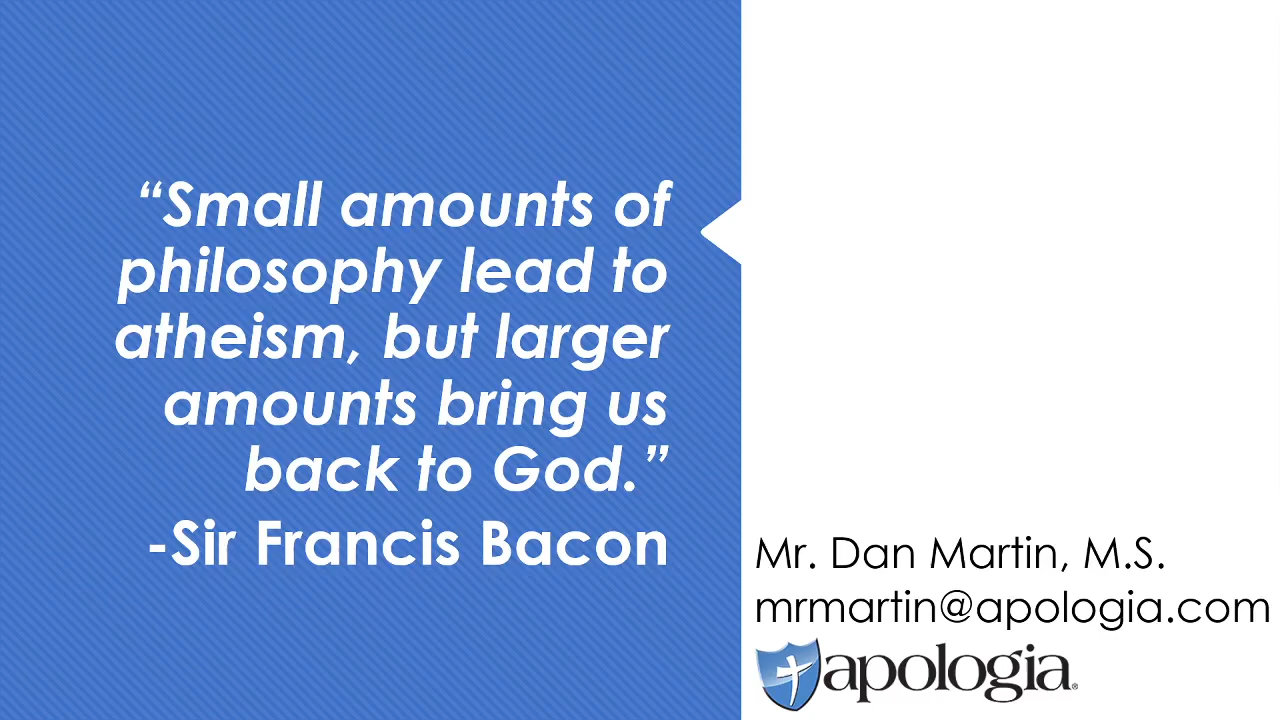 “Small amounts of
philosophy lead to
atheism, but larger
amounts bring us
back to God.”
-Sir Francis Bacon
Mr. Dan Martin, M.S.
mrmartin@apologia.com
apologia®